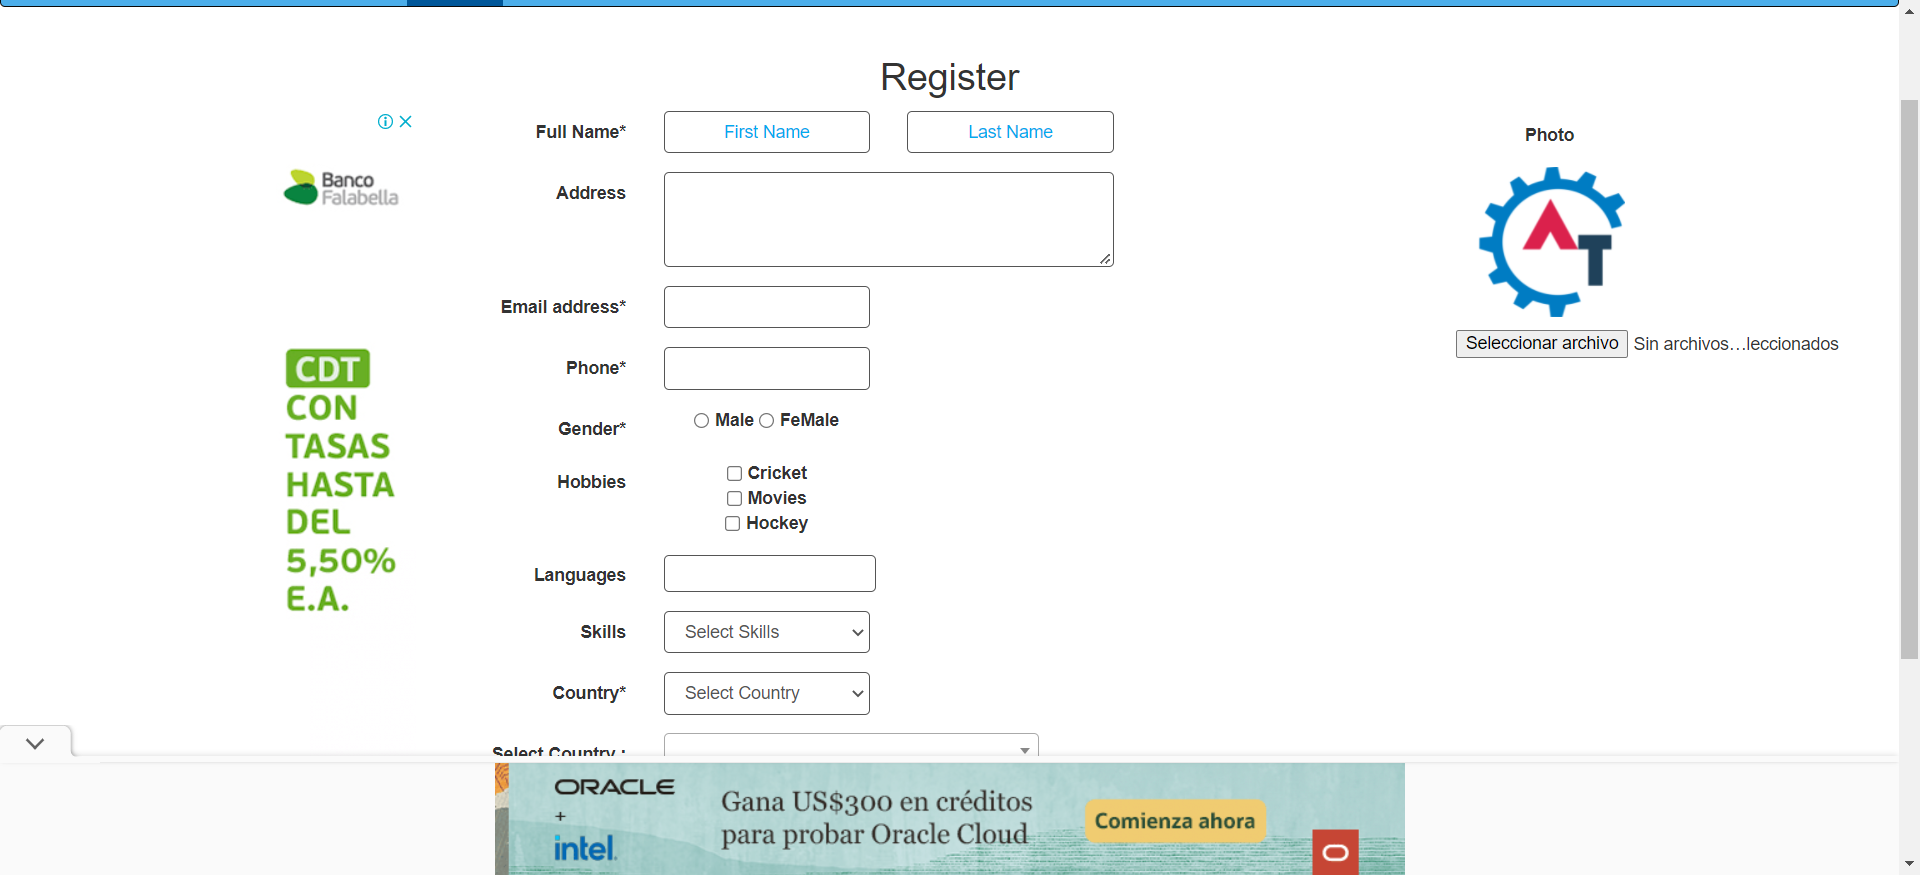 Register
Full Name*
First Name
Last Name
Photo
Banco
Falabella
Address
AT
Email address*
Seleccionar archivo Sin archivos…leccionados
Phone*
CDT
CON
TASAS
HASTA
DEL
5,50%
E.A.
Gender*
Male
FeMale
Hobbies
Cricket
Movies
Hockey
Languages
Skills
Select Skills
Country*
Select Country
Select Country :
ORACLE
+
intel.
Gana US$300 en créditos
para probar Oracle Cloud
Comienza ahora